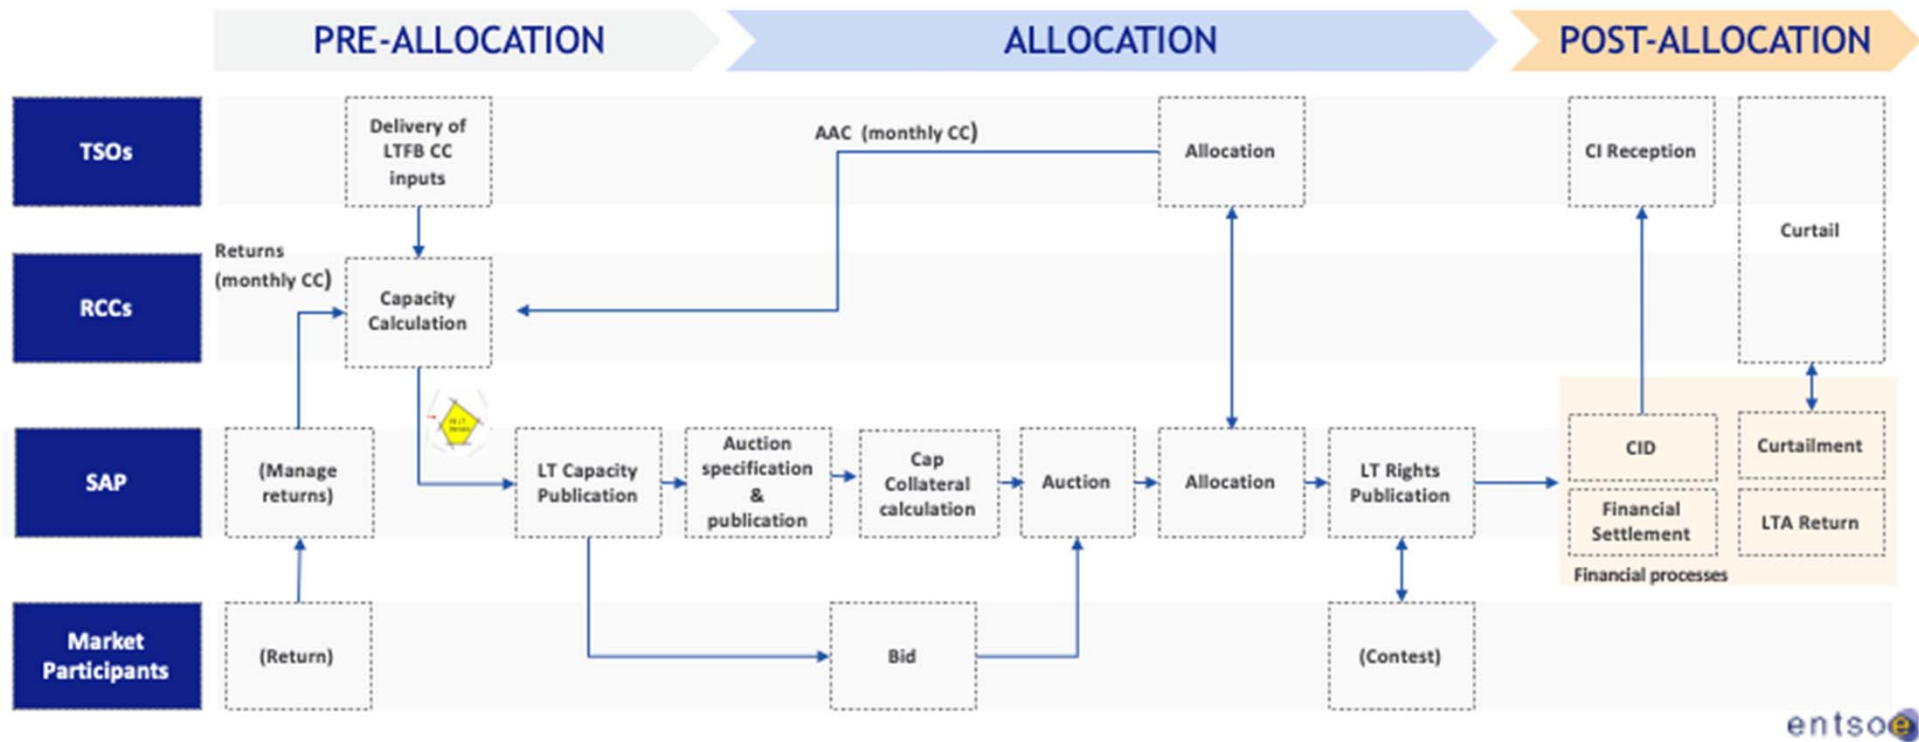 PRE-ALLOCATION
ALLOCATION
POST-ALLOCATION
TSOs
Delivery of
LTFB CC
inputs
AAC (monthly CC)
Allocation
CI Reception
Curtail
Returns
(monthly CC)
RCCs
Capacity
Calculation
SAP
(Manage
returns)
LT Capacity
Publication
Auction
specification
&
publication
Cap
Collateral
calculation
Auction
Allocation
LT Rights
Publication
CID
Curtailment
Financial
Settlement
LTA Return
Financial processes
Market
Participants
(Return)
Bid
(Contest)
entsoe